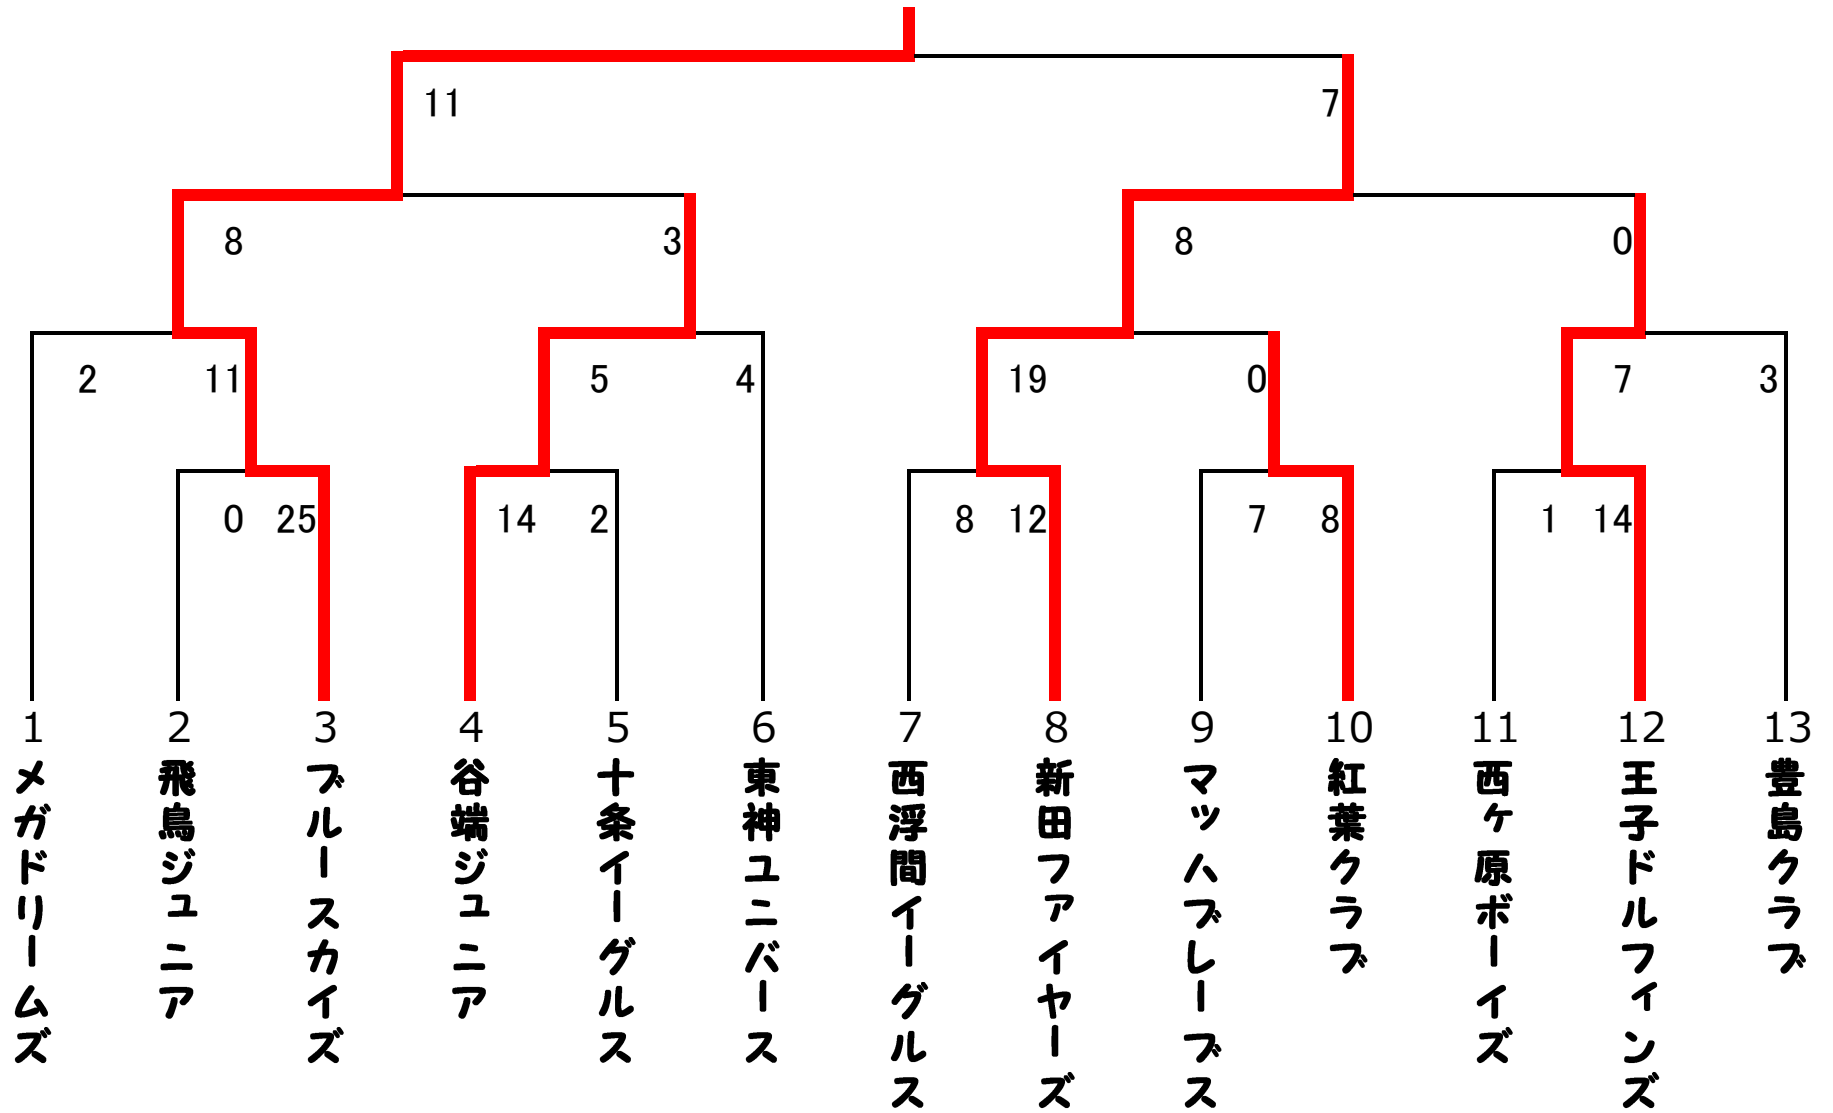 11 7
8 3 8 0
2 11 5 4 19 0 7 3
0 25 14 2 8 12 7 8 1 14
1 2 3 4 5 6 7 8 9 10 11 12 13
メガドリームズ
飛鳥ジュニア
ブルースカイズ
谷端ジュニア
十条イーグルス
東神ユニバース
西浮間イーグルス
新田ファイヤーズ
マッハブレーブス
紅葉クラブ
西ヶ原ボーイズ
王子ドルフィンズ
豊島クラブ